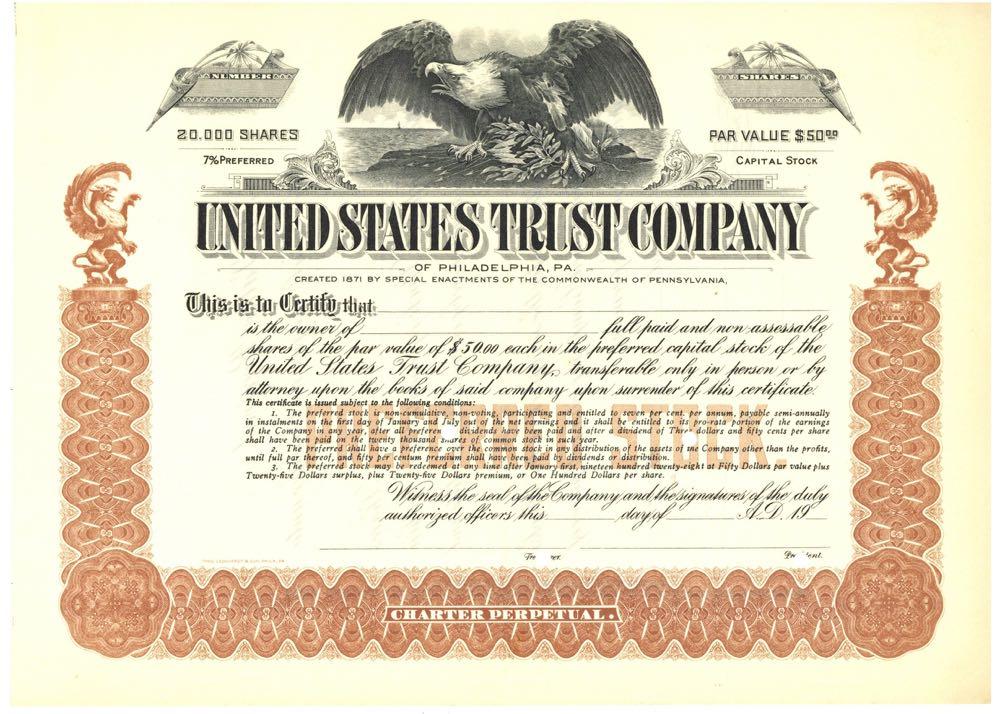 NUMBER
SHARES
20.000 SHARES
PAR VALUE $50.00
7% PREFERRED
CAPITAL STOCK
UNITED STATES TRUST COMPANY
OF PHILADELPHIA, PA.
CREATED 1871 BY SPECIAL ENACTMENTS OF THE COMMONWEALTH OF PENNSYLVANIA,
This is to Certify that
is the owner of full paid and non assessable
shares of the par value of $50.00 each in the preferred capital stock of the
United States Trust Company, transferable only in person or by
attorney upon the books of said company upon surrender of this certificate.
This certificate is issued subject to the following conditions:
1. The preferred stock is non-cumulative, non-voting, participating and entitled to seven per cent. per annum, payable semi-annually
in instalments on the first day of January and July out of the net earnings and it shall be entitled to its pro-rata portion of the earnings
of the Company in any year, after all preferen dividends have been paid and after a dividend of Three dollars and fifty cents per share
shall have been paid on the twenty thousand shares of common stock in such year.
2. The preferred stock shall have a preference over the common stock in distribution of the assets of the Company other than the profits,
until full par thereof, and fifty per centum premium shall have been paid by dividends or distribution.
3. The preferred stock may be redeemed at any time after January first, nineteen hundred twenty-eight at Fifty Dollars par value plus
Twenty-five Dollars surplus, plus Twenty-five Dollars premium, or One Hundred Dollars per share.
PREFERRED STOCK
Witness the seal of the Company and the signatures of the duly
authorized officers this day of A.D. 19
CHARTER PERPETUAL.